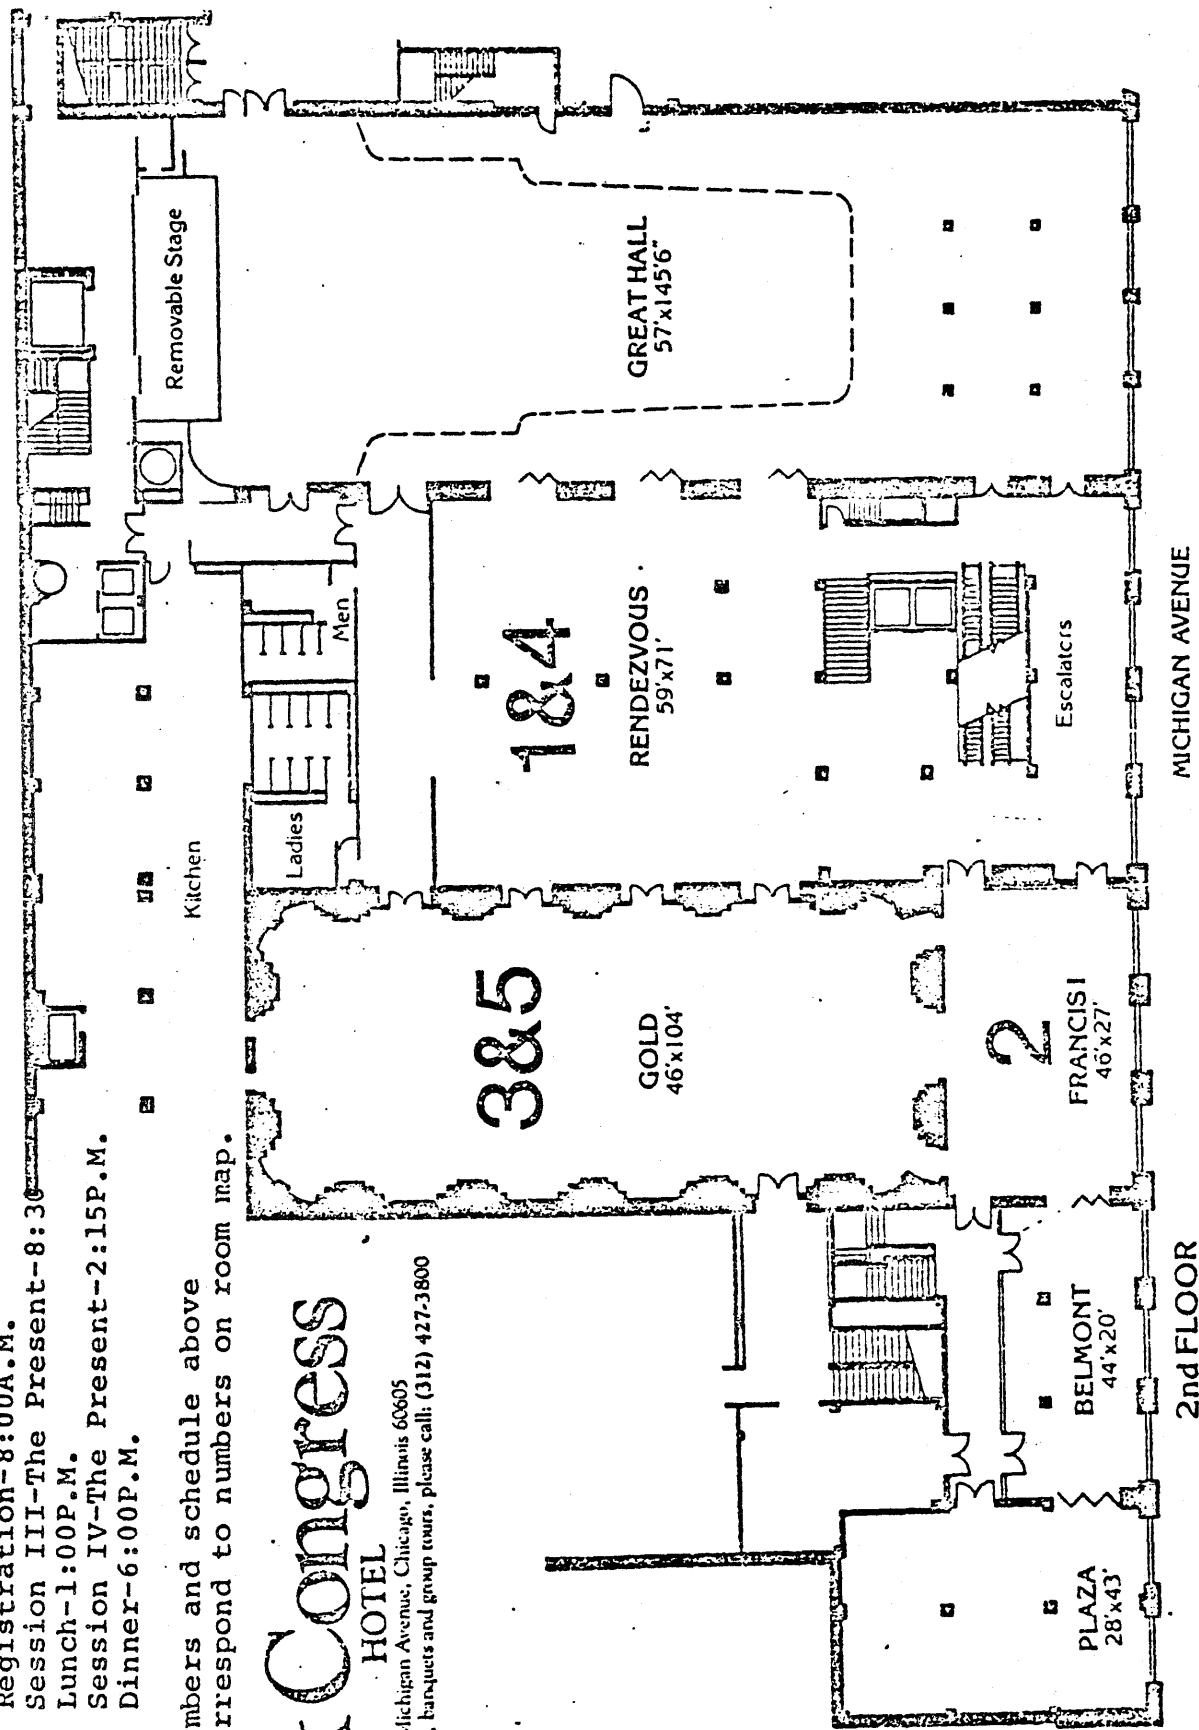 Registration-8:00A.M.
Session III-The Present-8:30
Lunch-1:00P.M.
Session IV-The Present-2:15P.M.
Dinner-6:00P.M.
mbers and schedule above
rrespond to numbers on room map.
Congress
HOTEL
Michigan Avenue, Chicago, Illinois 60605
, banquets and group tours, please call: (312) 427-3800
Kitchen
Ladies
Men
Removable Stage
3&5
GOLD
46'x104'
1&4
RENDEZVOUS
59'x71'
GREAT HALL
57'x145'6"
PLAZA
28'x43'
BELMONT
44'x20'
2
FRANCIS I
46'x27'
Escalators
2nd FLOOR
MICHIGAN AVENUE